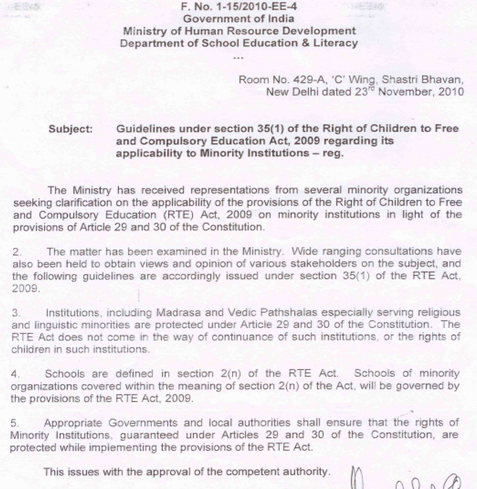 F. No. 1-15/2010-EE-4
Government of India
Ministry of Human Resource Development
Department of School Education & Literacy
...
Room No. 429-A, 'C' Wing, Shastri Bhavan,
New Delhi dated 23rd November, 2010
Subject: Guidelines under section 35(1) of the Right of Children to Free
and Compulsory Education Act, 2009 regarding its
applicability to Minority Institutions – reg.
The Ministry has received representations from several minority organizations
seeking clarification on the applicability of the provisions of the Right of Children to Free
and Compulsory Education (RTE) Act, 2009 on minority institutions in light of the
provisions of Article 29 and 30 of the Constitution.
2. The matter has been examined in the Ministry. Wide ranging consultations have
also been held to obtain views and opinion of various stakeholders on the subject, and
the following guidelines are accordingly issued under section 35(1) of the RTE Act,
2009.
3. Institutions, including Madrasa and Vedic Pathshalas especially serving religious
and linguistic minorities are protected under Article 29 and 30 of the Constitution. The
RTE Act does not come in the way of continuance of such institutions, or the rights of
children in such institutions.
4. Schools are defined in section 2(n) of the RTE Act. Schools of minority
organizations covered within the meaning of section 2(n) of the Act, will be governed by
the provisions of the RTE Act, 2009.
5. Appropriate Governments and local authorities shall ensure that the rights of
Minority Institutions, guaranteed under Articles 29 and 30 of the Constitution, are
protected while implementing the provisions of the RTE Act.
This issues with the approval of the competent authority.